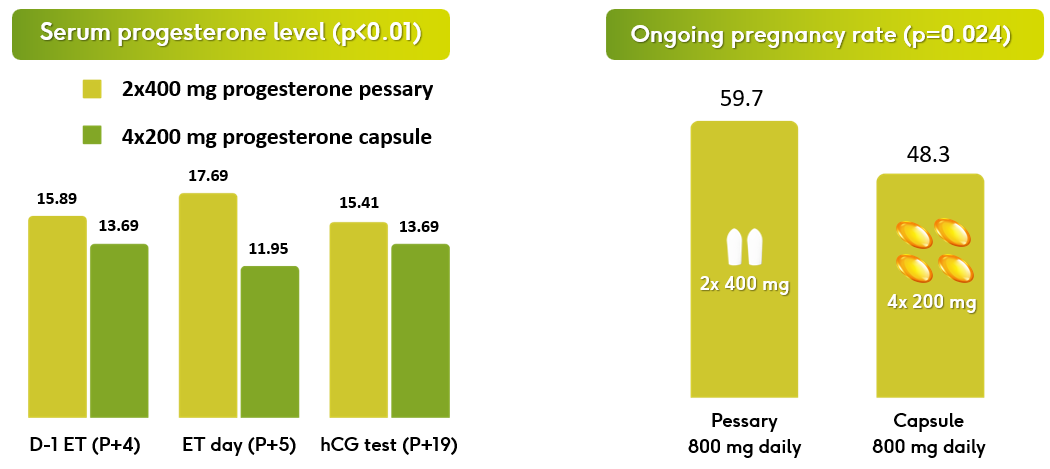 Serum progesterone level (p<0.01)
2x400 mg progesterone pessary
4x200 mg progesterone capsule
15.89
13.69
17.69
11.95
15.41
13.69
D-1 ET (P+4)
ET day (P+5)
hCG test (P+19)
Ongoing pregnancy rate (p=0.024)
59.7
48.3
2x 400 mg
4x 200 mg
Pessary
800 mg daily
Capsule
800 mg daily